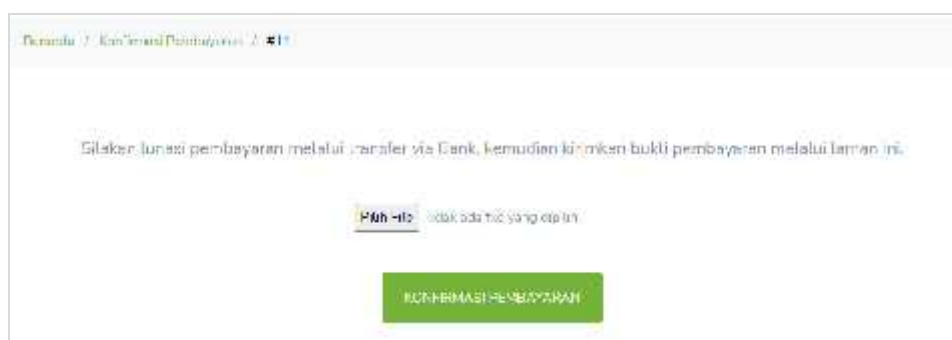 Beranda / Konfirmasi Pembayaran /
Silakan lunasi pembayaran melalui transfer via Bank, kemudian kirimkan bukti pembayaran melalui laman ini.
Pilih File Tidak ada file yang dipilih
KONFIRMASI PEMBAYARAN